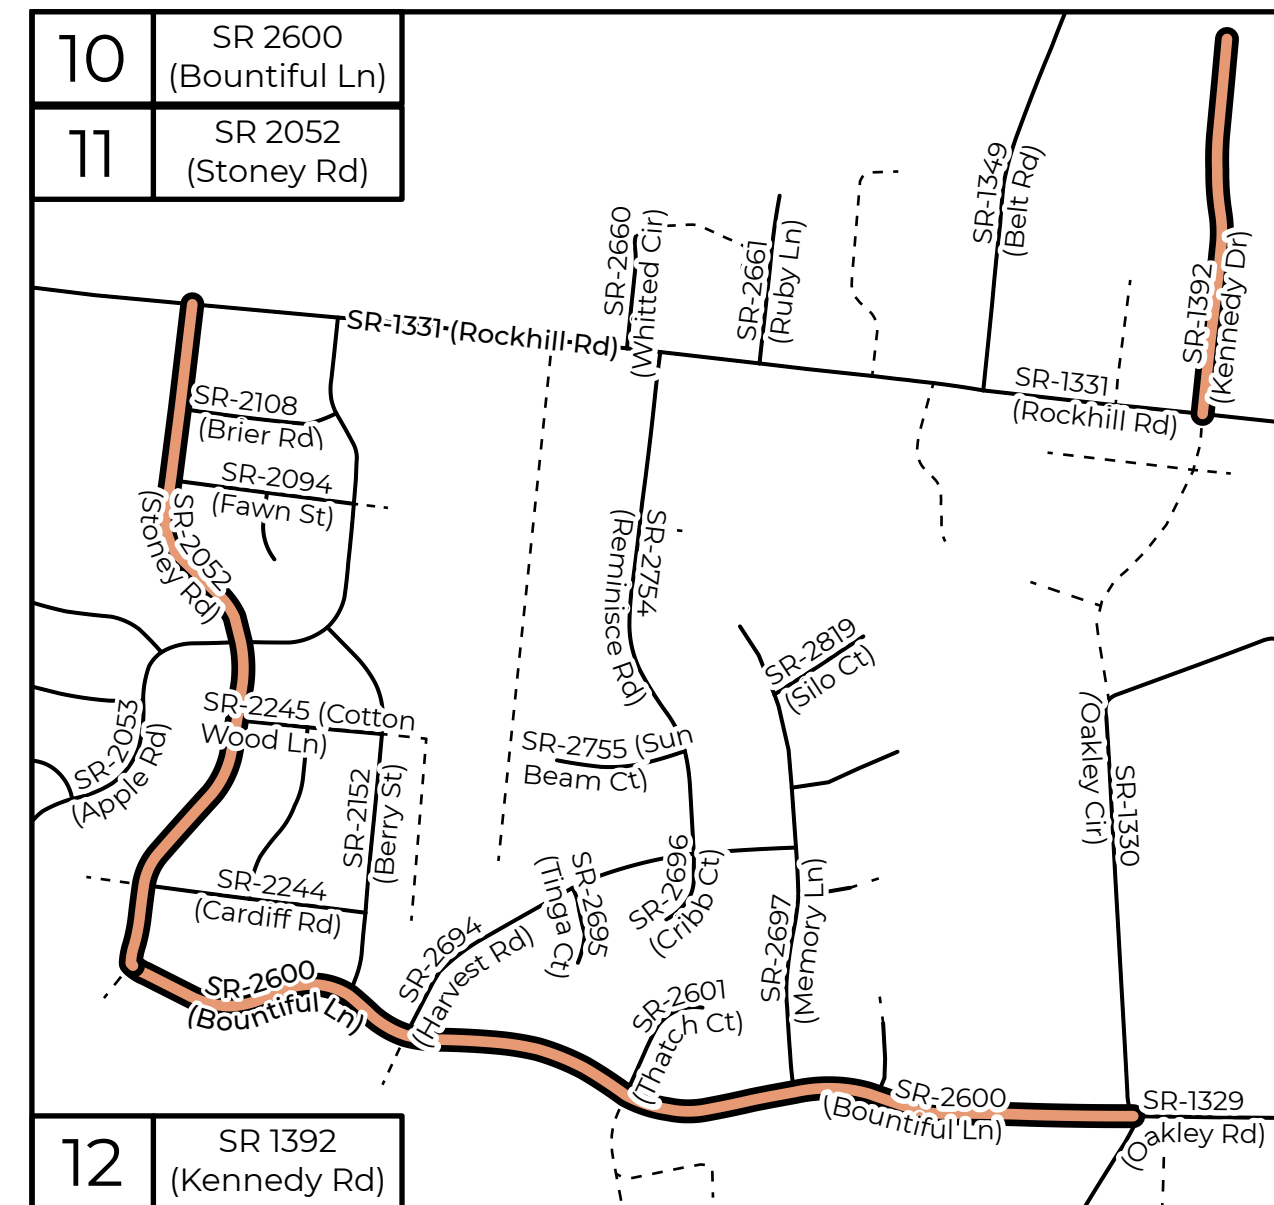 10
SR 2600
(Bountiful Ln)
11
SR 2052
(Stoney Rd)
SR-1349
(Belt Rd)
SR-2660
(Whitted Cir)
SR-2661
(Ruby Ln)
SR-1392
(Kennedy Dr)
SR-1331 (Rockhill Rd)
SR-1331
(Rockhill Rd)
SR-2108
(Brier Rd)
SR-2094
(Fawn St)
SR-2052
(Stoney Rd)
SR-2754
(Reminisce Rd)
SR-2819
(Silo Ct)
SR-2053
(Apple Rd)
SR-2245 (Cotton
Wood Ln)
SR-2755 (Sun
Beam Ct)
SR-2152
(Berry St)
SR-1330
(Oakley Cir)
SR-2244
(Cardiff Rd)
SR-2695
(Tinga Ct)
SR-2696
(Cribb Ct)
SR-2697
(Memory Ln)
SR-2694
(Harvest Rd)
SR-2600
(Bountiful Ln)
SR-2601
(Thatch Ct)
SR-2600
(Bountiful Ln)
SR-1329
(Oakley Rd)
12
SR 1392
(Kennedy Rd)